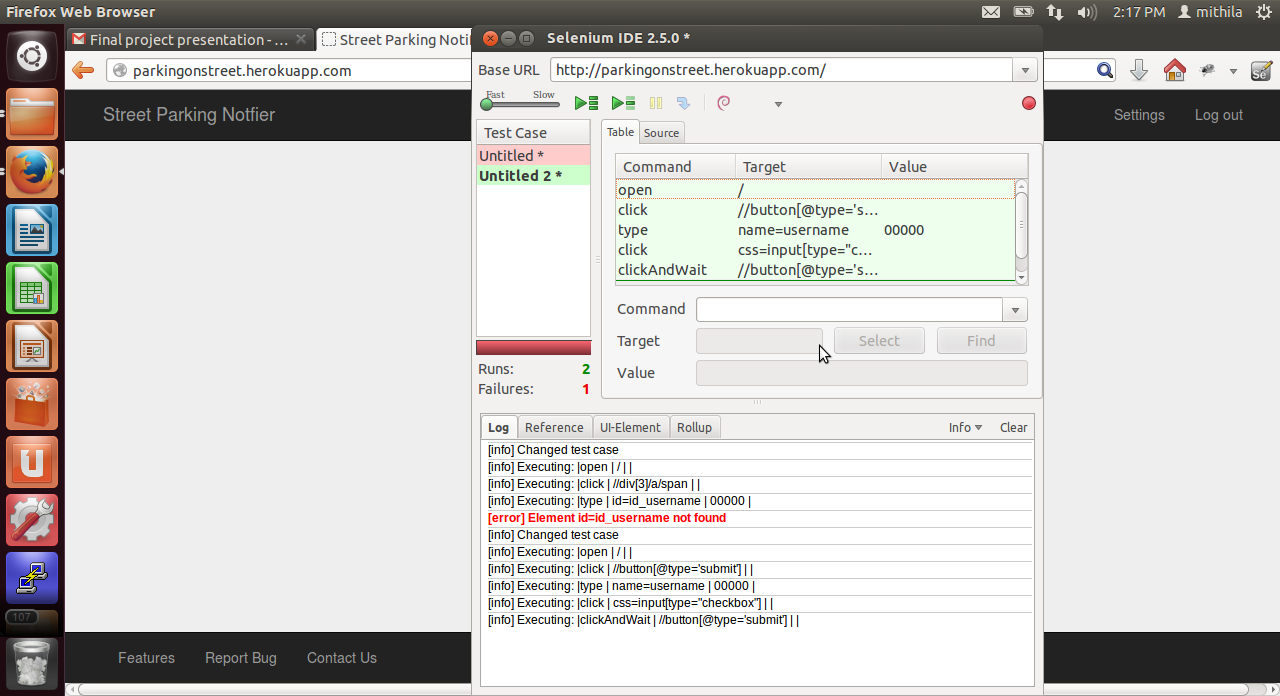 Firefox Web Browser
2:17 PM mithila
Final project presentation - ...
Street Parking Notif
Selenium IDE 2.5.0 *
parkingonstreet.herokuapp.com
Base URL http://parkingonstreet.herokuapp.com/
Se
Fast Slow
Street Parking Notfier
Settings Log out
Test Case
Untitled *
Untitled 2 *
Table Source
Command Target Value
open /
click //button[@type='s...
type name=username 00000
click css=input[type="c...
clickAndWait //button[@type='s...
Command
Target Select Find
Value
Runs: 2
Failures: 1
Log Reference UI-Element Rollup Info Clear
[info] Changed test case
[info] Executing: |open | / | |
[info] Executing: |click | //div[3]/a/span | |
[info] Executing: |type | id=id_username | 00000 |
[error] Element id=id_username not found
[info] Changed test case
[info] Executing: |open | / | |
[info] Executing: |click | //button[@type='submit'] | |
[info] Executing: |type | name=username | 00000 |
[info] Executing: |click | css=input[type="checkbox"] | |
[info] Executing: |clickAndWait | //button[@type='submit'] | |
107
Features Report Bug Contact Us